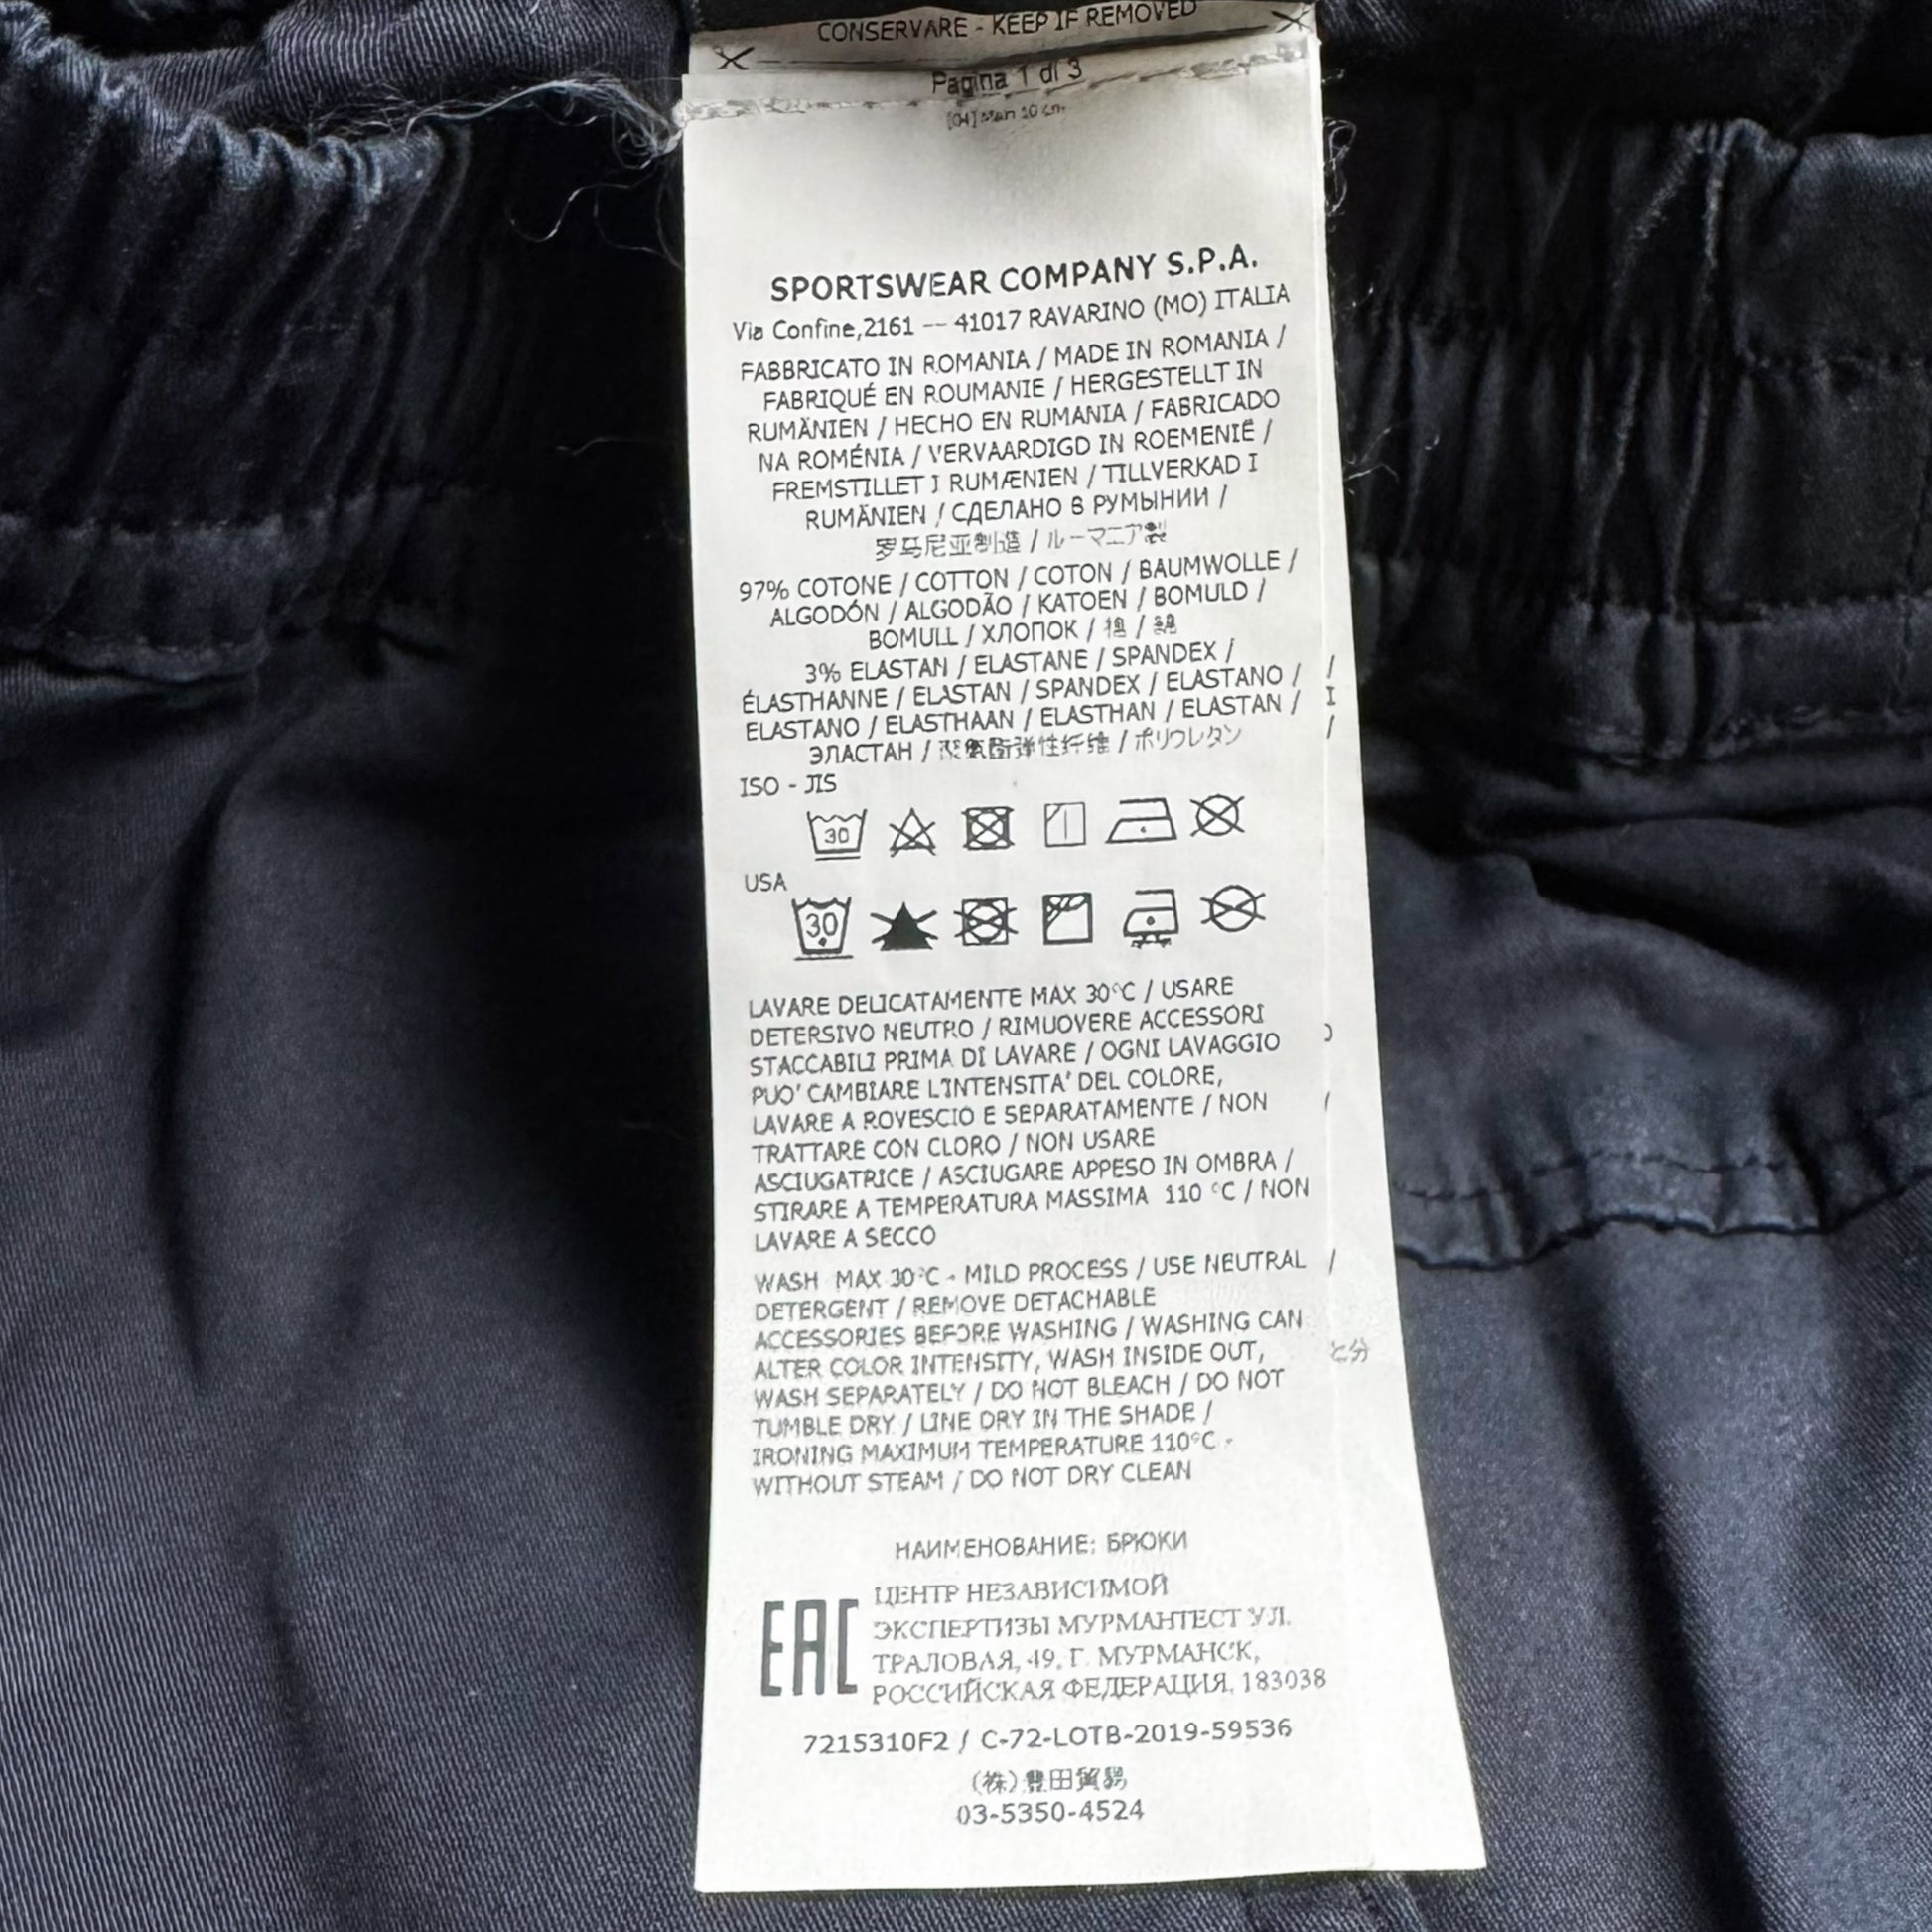 CONSERVARE - KEEP IF REMOVED
Pagina 1 di 3
SPORTSWEAR COMPANY S.P.A.
Via Confine,2161 -- 41017 RAVARINO (MO) ITALIA
FABBRICATO IN ROMANIA / MADE IN ROMANIA /
FABRIQUÉ EN ROUMANIE / HERGESTELLT IN
RUMÄNIEN / HECHO EN RUMANIA / FABRICADO
NA ROMÉNIA / VERVAARDIGD IN ROEMENIË /
FREMSTILLET I RUMÆNIEN / TILLVERKAD I
RUMÄNIEN / СДЕЛАНО В РУМЫНИИ /
罗马尼亚制造 / ルーマニア製
97% COTONE / COTTON / COTON / BAUMWOLLE /
ALGODÓN / ALGODÃO / KATOEN / BOMULD /
BOMULL / ХЛОПОК / /
3% ELASTAN / ELASTANE / SPANDEX /
ÉLASTHANNE / ELASTAN / SPANDEX / ELASTANO /
ELASTANO / ELASTHAAN / ELASTHAN / ELASTAN /
ЭЛАСТАН / / ポリウレタン
ISO - JIS
30
USA
30
LAVARE DELICATAMENTE MAX 30°C / USARE
DETERSIVO NEUTRO / RIMUOVERE ACCESSORI
STACCABILI PRIMA DI LAVARE / OGNI LAVAGGIO
PUO' CAMBIARE L'INTENSITA' DEL COLORE,
LAVARE A ROVESCIO E SEPARATAMENTE / NON
TRATTARE CON CLORO / NON USARE
ASCIUGATRICE / ASCIUGARE APPESO IN OMBRA /
STIRARE A TEMPERATURA MASSIMA 110 °C / NON
LAVARE A SECCO
WASH MAX 30°C - MILD PROCESS / USE NEUTRAL
DETERGENT / REMOVE DETACHABLE
ACCESSORIES BEFORE WASHING / WASHING CAN
ALTER COLOR INTENSITY, WASH INSIDE OUT,
WASH SEPARATELY / DO NOT BLEACH / DO NOT
TUMBLE DRY / LINE DRY IN THE SHADE /
IRONING MAXIMUM TEMPERATURE 110°C -
WITHOUT STEAM / DO NOT DRY CLEAN
НАИМЕНОВАНИЕ: БРЮКИ
EAC
ЦЕНТР НЕЗАВИСИМОЙ
ЭКСПЕРТИЗЫ МУРМАНТЕСТ УЛ.
ТРАЛОВАЯ, 49, Г. МУРМАНСК,
РОССИЙСКАЯ ФЕДЕРАЦИЯ, 183038
7215310F2 / C-72-LOTB-2019-59536
(株)豊田貿易
03-5350-4524